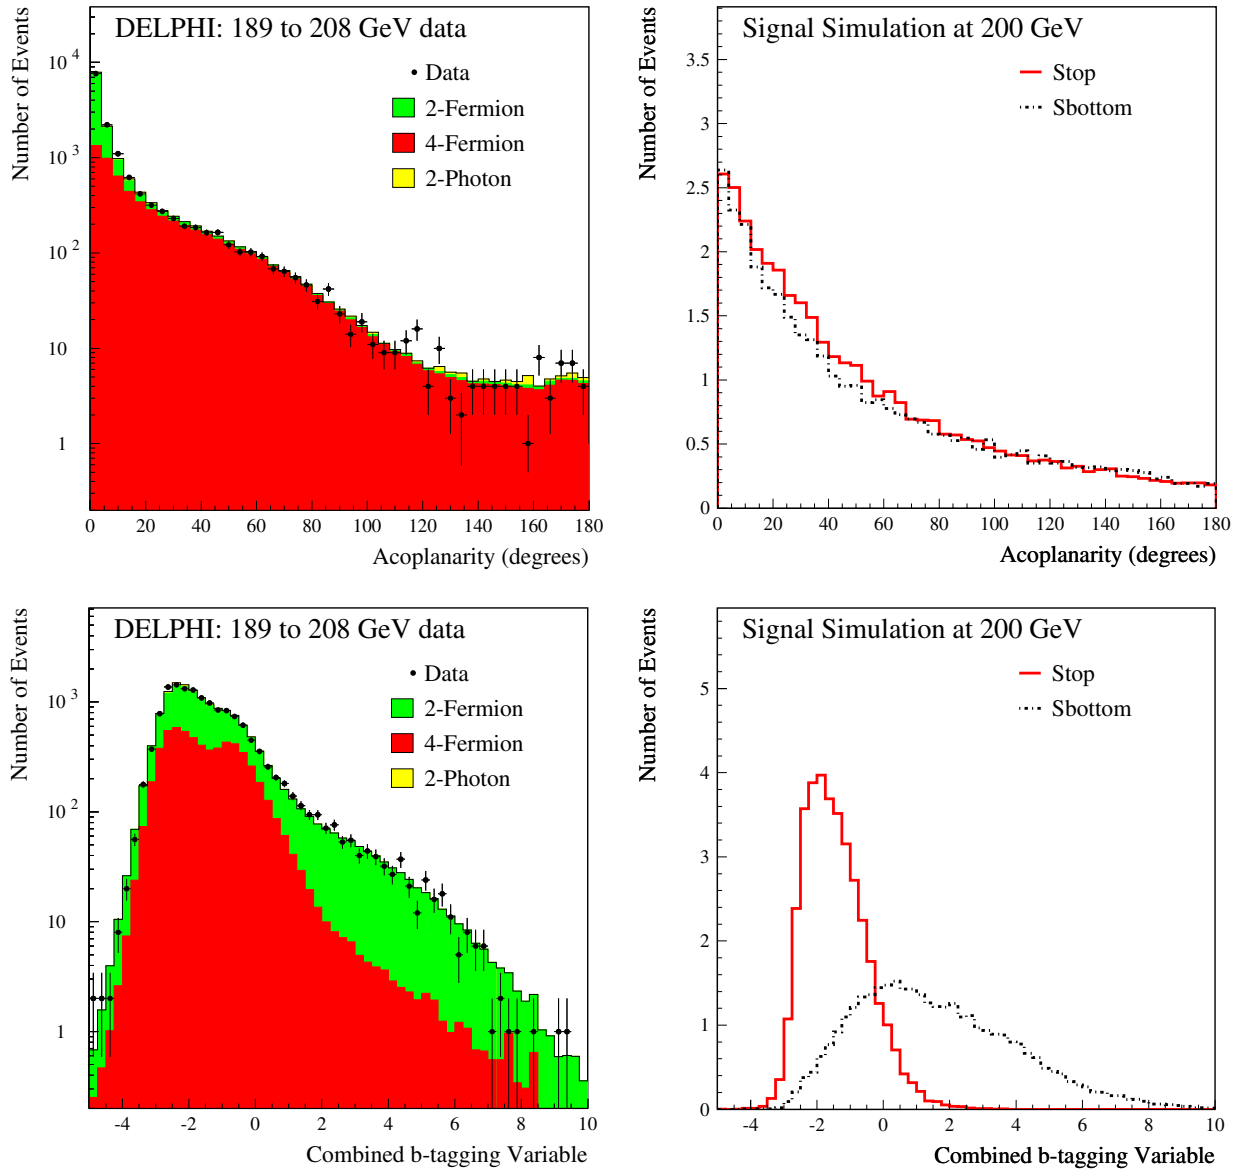 DELPHI: 189 to 208 GeV data
Number of Events
Data
2-Fermion
4-Fermion
2-Photon
10 4
10 3
10 2
10
1
0 20 40 60 80 100 120 140 160 180
Acoplanarity (degrees)
Signal Simulation at 200 GeV
Number of Events
Stop
Sbottom
3.5
3
2.5
2
1.5
1
0.5
0
0 20 40 60 80 100 120 140 160 180
Acoplanarity (degrees)
DELPHI: 189 to 208 GeV data
Number of Events
Data
2-Fermion
4-Fermion
2-Photon
10 3
10 2
10
1
-4 -2 0 2 4 6 8 10
Combined b-tagging Variable
Signal Simulation at 200 GeV
Number of Events
Stop
Sbottom
5
4
3
2
1
0
-4 -2 0 2 4 6 8 10
Combined b-tagging Variable